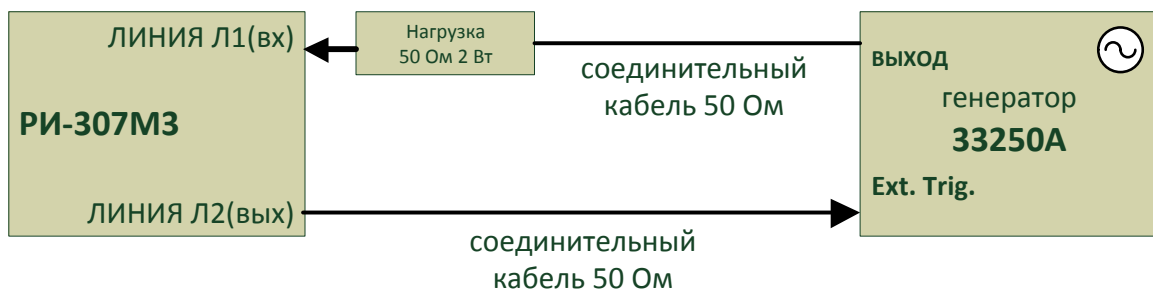 ЛИНИЯ Л1(вх)
РИ-307М3
ЛИНИЯ Л2(вых)
Нагрузка
50 Ом 2 Вт
соединительный
кабель 50 Ом
выход
генератор
33250А
Ext. Trig.
соединительный
кабель 50 Ом